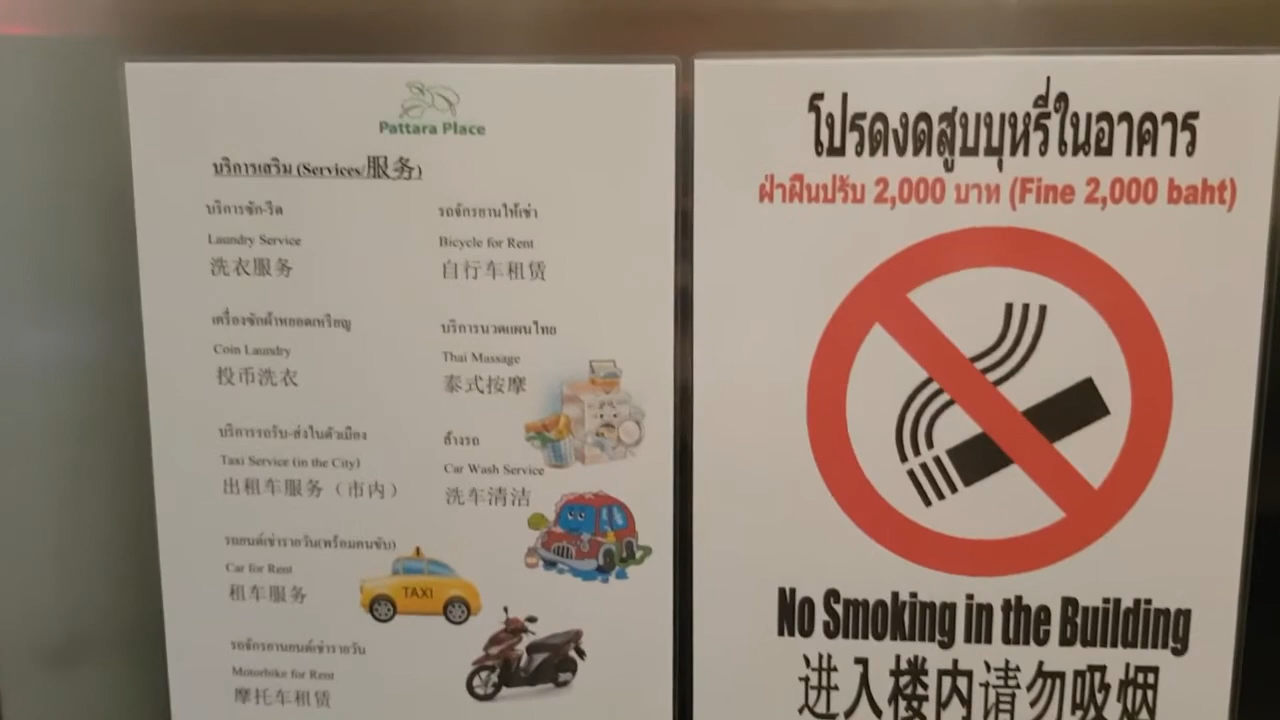 Pattara Place
บริการเสริม (Services/服务)
บริการซัก-รีด
Laundry Service
洗衣服务
เครื่องซักผ้าหยอดเหรียญ
Coin Laundry
投币洗衣
บริการรถรับ-ส่งในตัวเมือง
Taxi Service (in the City)
出租车服务（市内）
รถยนต์เช่ารายวัน(พร้อมคนขับ)
Car for Rent
租车服务
รถจักรยานยนต์เช่ารายวัน
Motorbike for Rent
摩托车租赁
รถจักรยานให้เช่า
Bicycle for Rent
自行车租赁
บริการนวดแผนไทย
Thai Massage
泰式按摩
ล้างรถ
Car Wash Service
洗车清洁
TAXI
โปรดงดสูบบุหรี่ในอาคาร
ฝ่าฝืนปรับ 2,000 บาท (Fine 2,000 baht)
No Smoking in the Building
进入楼内请勿吸烟